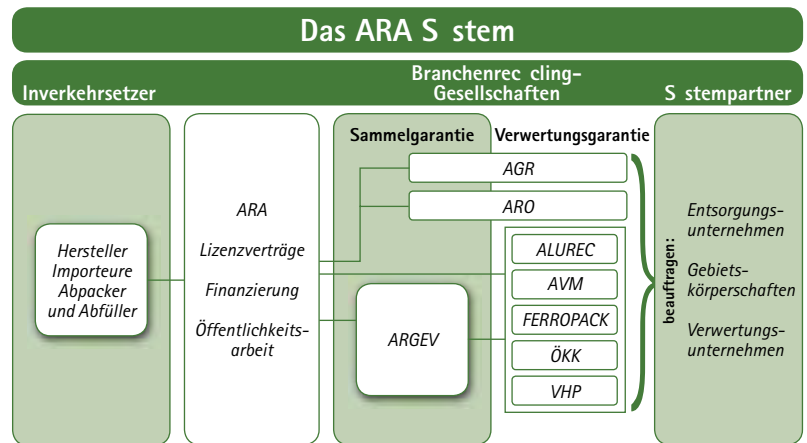 Das ARA S stem
Inverkehrsetzer
Branchenrec cling-
Gesellschaften
S stempartner
Hersteller
Importeure
Abpacker
und Abfüller
ARA
Lizenzverträge
Finanzierung
Öffentlichkeits-
arbeit
Sammelgarantie
Verwertungsgarantie
AGR
ARO
ARGEV
ALUREC
AVM
FERROPACK
ÖKK
VHP
beauftragen:
Entsorgungs-
unternehmen
Gebiets-
körperschaften
Verwertungs-
unternehmen